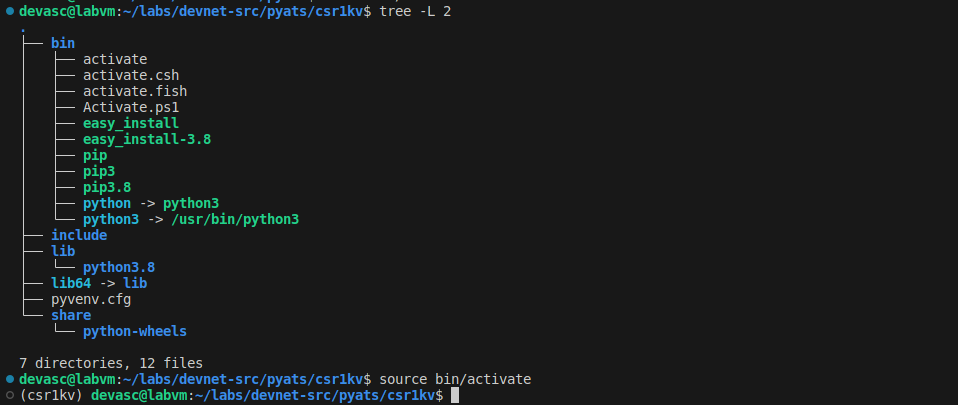 devasc@labvm:~/labs/devnet-src/pyats/csr1kv$ tree -L 2
.
├── bin
│   ├── activate
│   ├── activate.csh
│   ├── activate.fish
│   ├── Activate.ps1
│   ├── easy_install
│   ├── easy_install-3.8
│   ├── pip
│   ├── pip3
│   ├── pip3.8
│   ├── python -> python3
│   └── python3 -> /usr/bin/python3
├── include
├── lib
│   └── python3.8
├── lib64 -> lib
├── pyvenv.cfg
└── share
    └── python-wheels
7 directories, 12 files
devasc@labvm:~/labs/devnet-src/pyats/csr1kv$ source bin/activate
(csr1kv) devasc@labvm:~/labs/devnet-src/pyats/csr1kv$